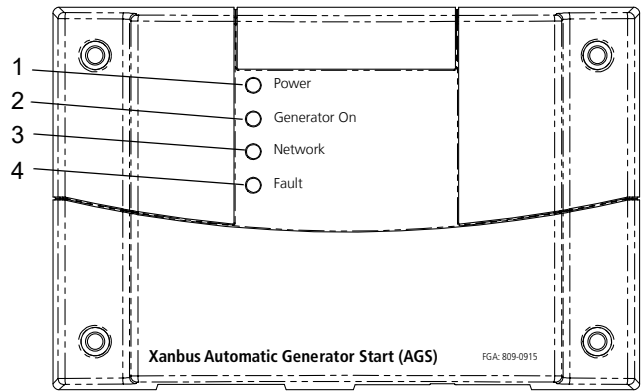 1 Power
2 Generator On
3 Network
4 Fault
Xanbus Automatic Generator Start (AGS) FGA: 809-0915